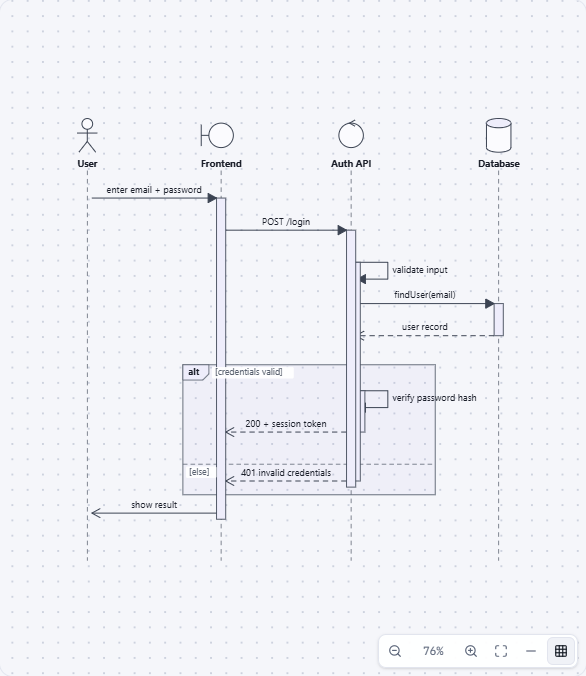 User
Frontend
Auth API
Database
enter email + password
POST /login
validate input
findUser(email)
user record
alt
[credentials valid]
verify password hash
200 + session token
[else]
401 invalid credentials
show result
76%